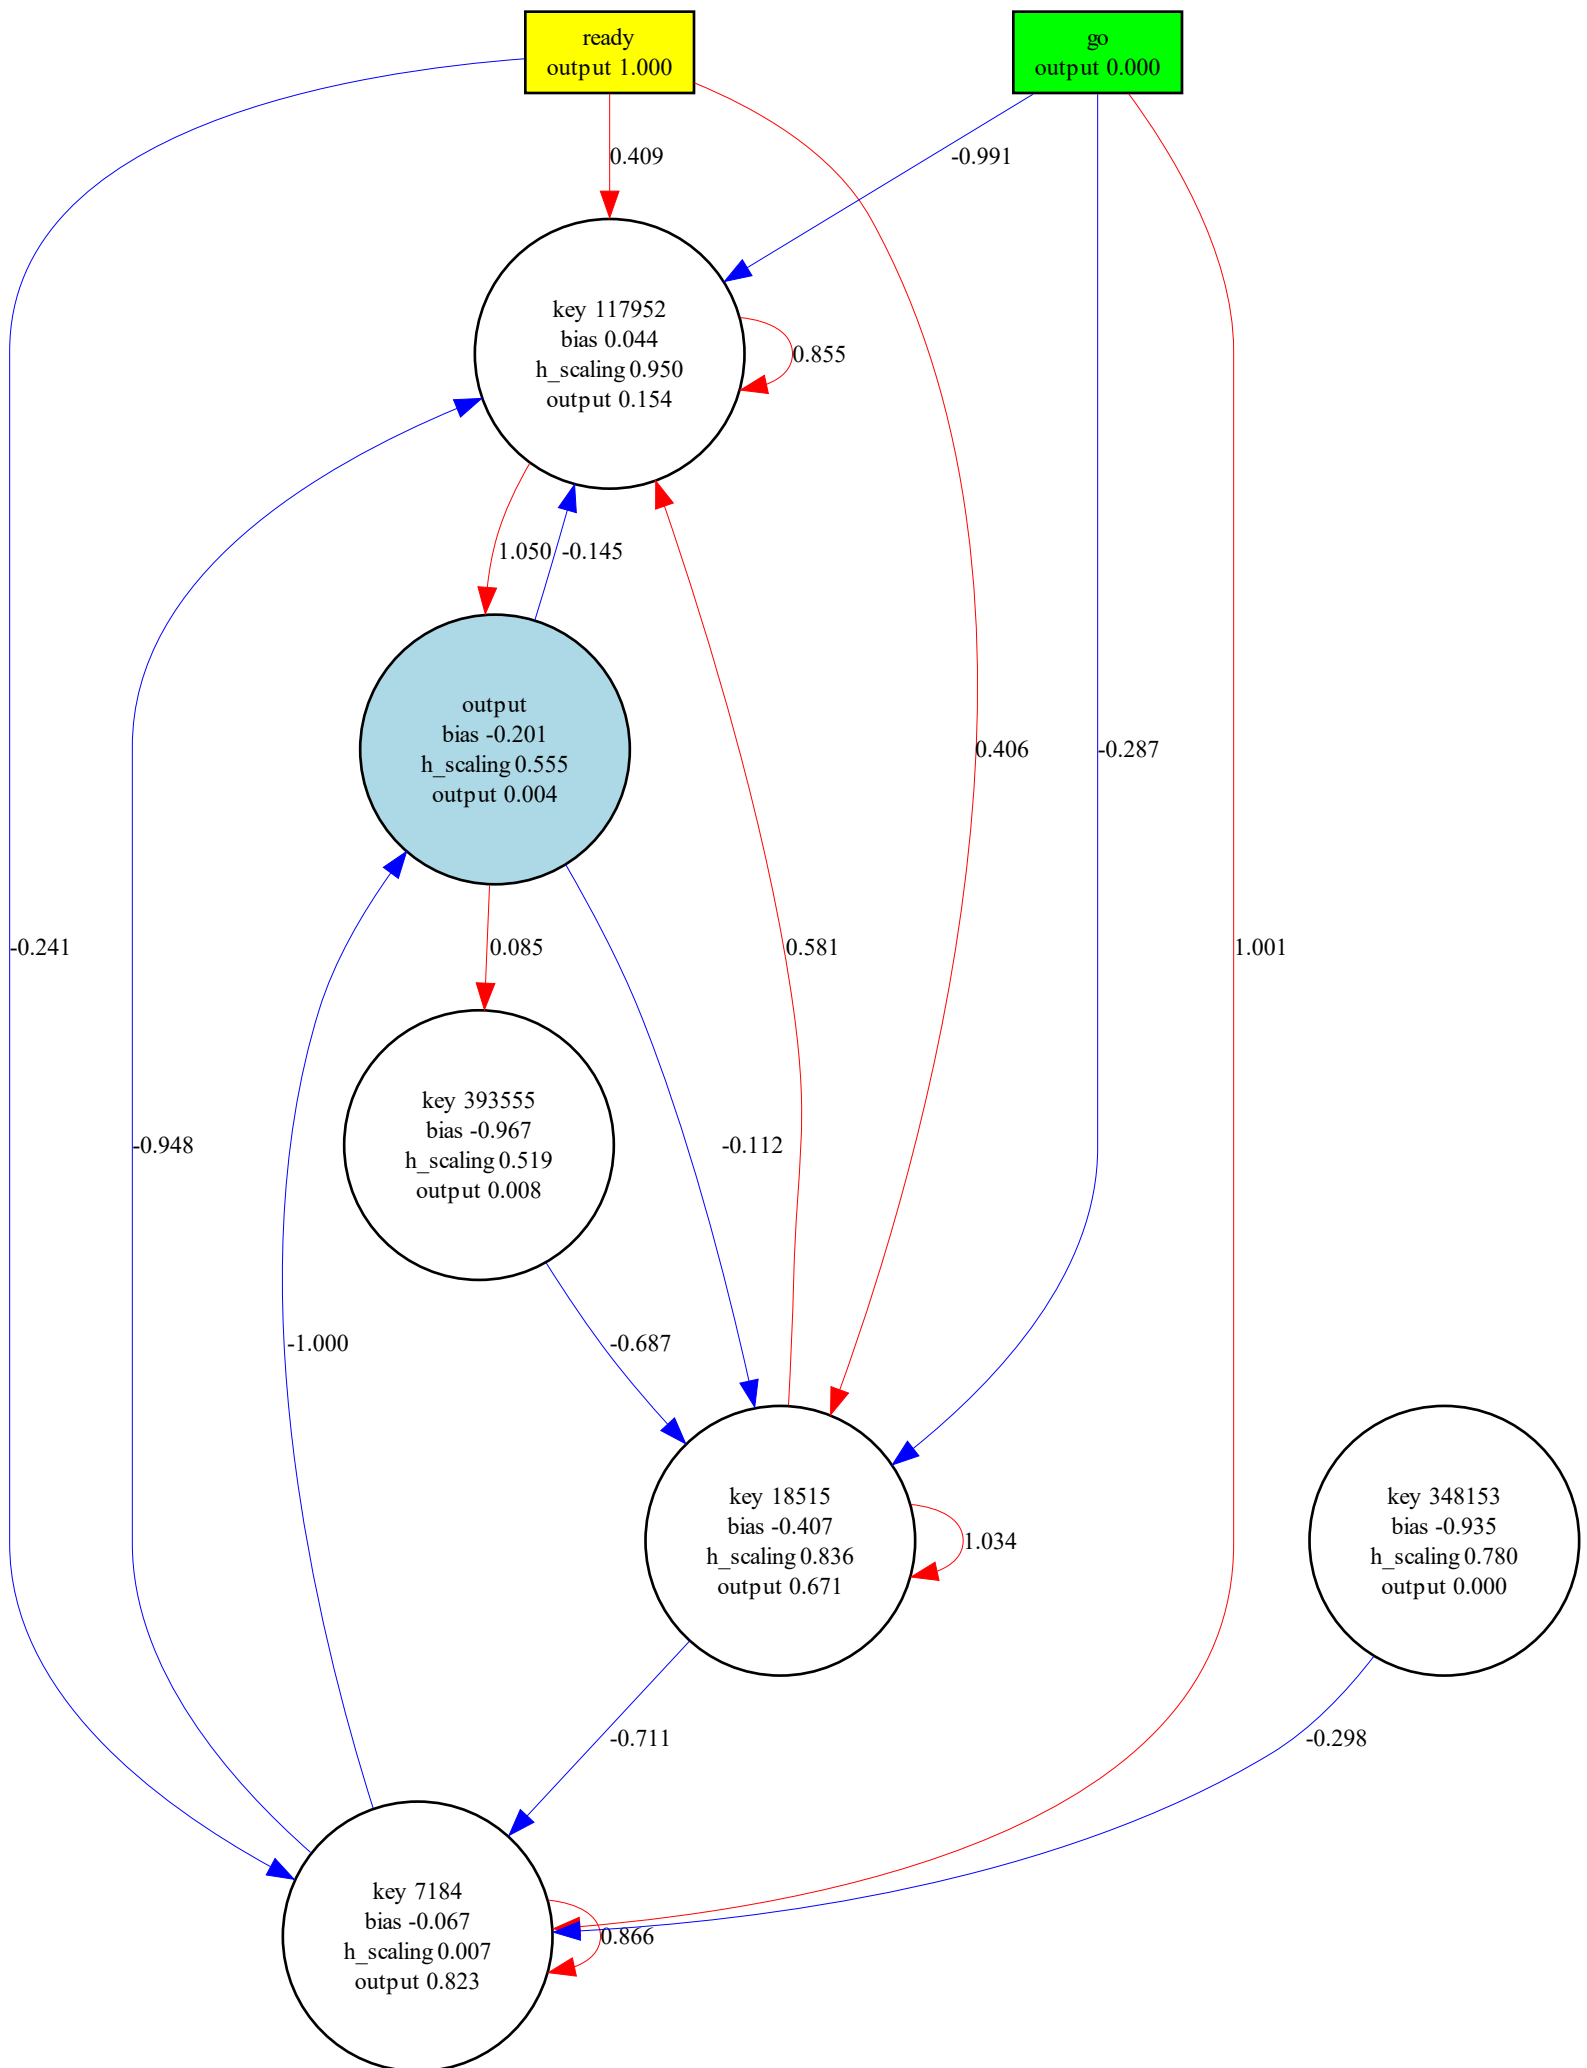 ready
output 1.000
go
output 0.000
0.409
-0.991
key 117952
bias 0.044
h_scaling 0.950
output 0.154
0.855
1.050
-0.145
output
bias -0.201
h_scaling 0.555
output 0.004
0.406
-0.287
-0.241
0.085
0.581
1.001
key 393555
bias -0.967
h_scaling 0.519
output 0.008
-0.948
-0.112
-1.000
-0.687
key 18515
bias -0.407
h_scaling 0.836
output 0.671
1.034
key 348153
bias -0.935
h_scaling 0.780
output 0.000
-0.711
-0.298
key 7184
bias -0.067
h_scaling 0.007
output 0.823
0.866